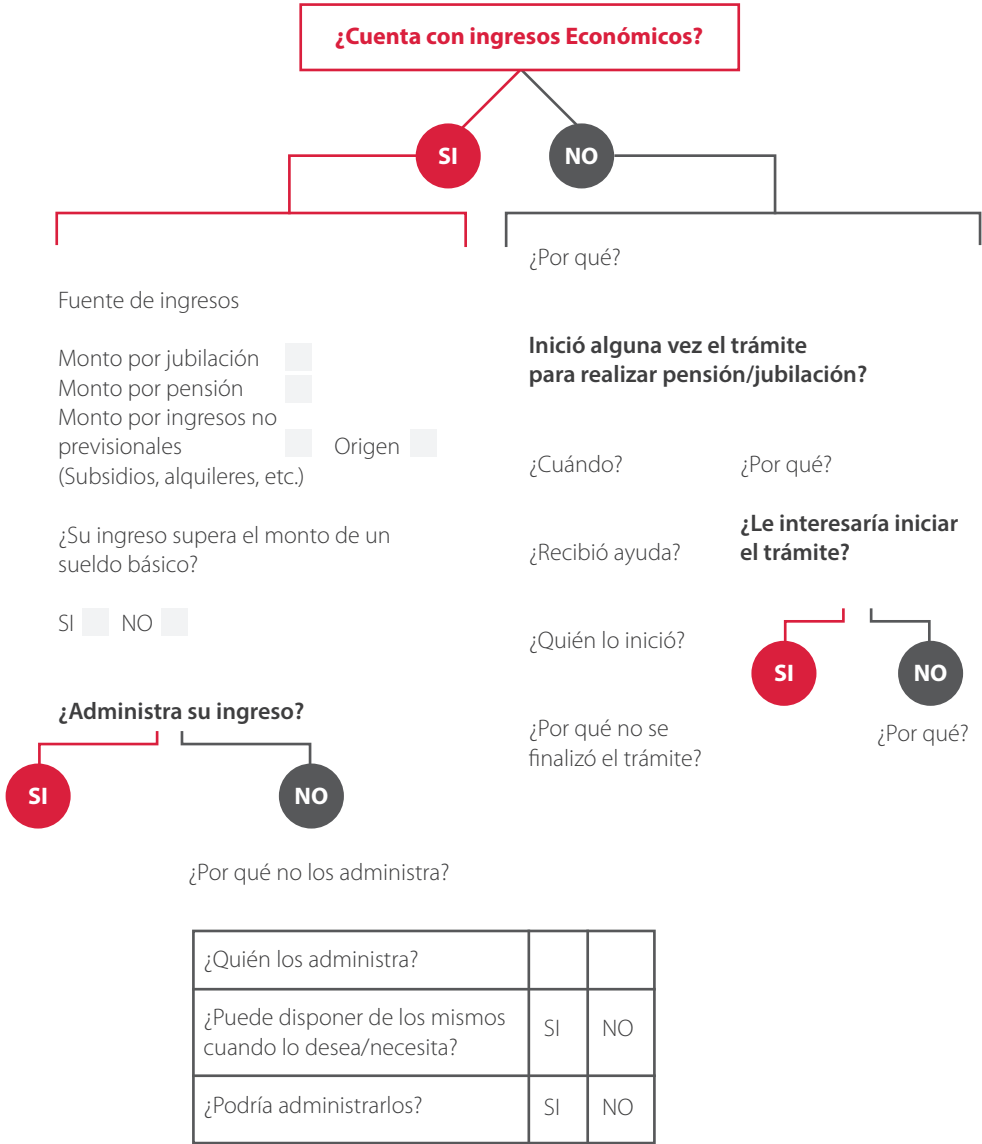 ¿Cuenta con ingresos Económicos?
SI
NO
Fuente de ingresos
Monto por jubilación
Monto por pensión
Monto por ingresos no
previsionales
Origen
(Subsidios, alquileres, etc.)
¿Su ingreso supera el monto de un
sueldo básico?
SI NO
¿Administra su ingreso?
SI
NO
¿Por qué no los administra?
¿Quién los administra?
¿Puede disponer de los mismos
cuando lo desea/necesita?
SI
NO
¿Podría administrarlos?
SI
NO
¿Por qué?
Inició alguna vez el trámite
para realizar pensión/jubilación?
¿Cuándo?
¿Recibió ayuda?
¿Quién lo inició?
¿Por qué no se
finalizó el trámite?
¿Por qué?
¿Le interesaría iniciar
el trámite?
SI
NO
¿Por qué?